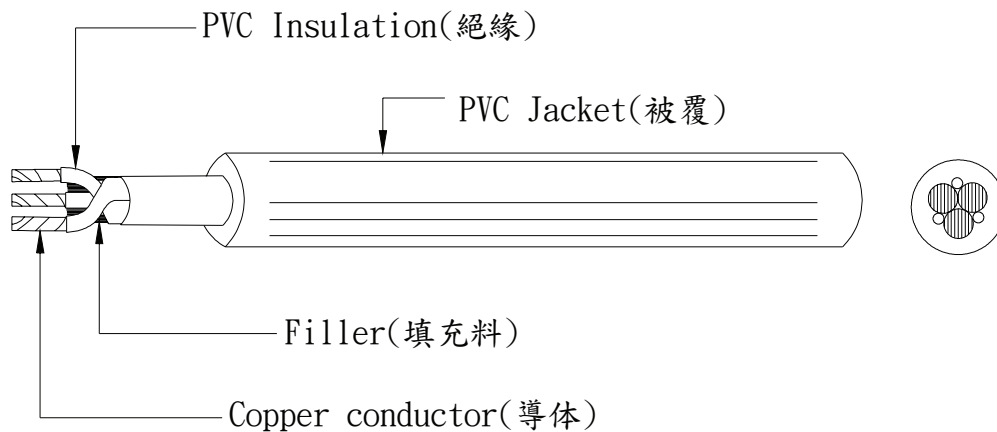 PVC Insulation(絕緣)
PVC Jacket(被覆)
Filler(填充料)
Copper conductor(導体)